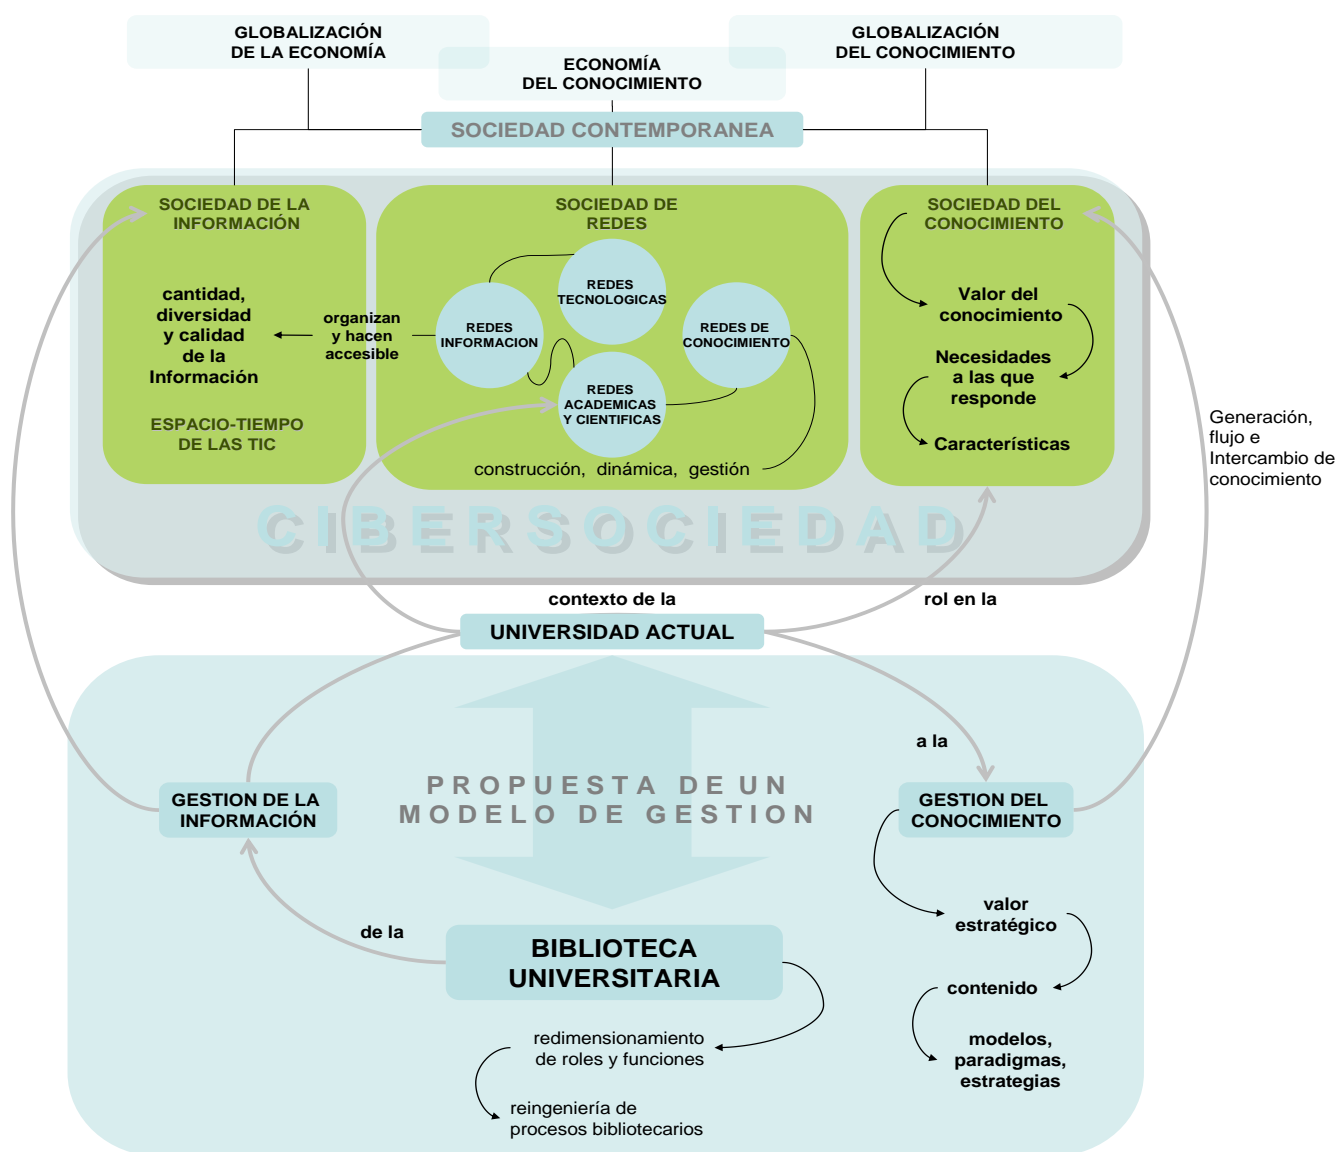 GLOBALIZACIÓN
DE LA ECONOMÍA
ECONOMÍA
DEL CONOCIMIENTO
GLOBALIZACIÓN
DEL CONOCIMIENTO
SOCIEDAD CONTEMPORANEA
SOCIEDAD DE LA
INFORMACIÓN
cantidad,
diversidad
y calidad
de la
Información
ESPACIO-TIEMPO
DE LAS TIC
organizan
y hacen
accesible
SOCIEDAD DE
REDES
REDES
TECNOLOGICAS
REDES
INFORMACION
REDES DE
CONOCIMIENTO
REDES
ACADEMICAS
Y CIENTIFICAS
construcción, dinámica, gestión
SOCIEDAD DEL
CONOCIMIENTO
Valor del
conocimiento
Necesidades
a las que
responde
Características
Generación,
flujo e
Intercambio de
conocimiento
CIBERSOCIEDAD
contexto de la
rol en la
UNIVERSIDAD ACTUAL
a la
PROPUESTA DE UN
MODELO DE GESTION
GESTION DE LA
INFORMACIÓN
GESTION DEL
CONOCIMIENTO
de la
BIBLIOTECA
UNIVERSITARIA
valor
estratégico
contenido
modelos,
paradigmas,
estrategias
redimensionamiento
de roles y funciones
reingeniería de
procesos bibliotecarios